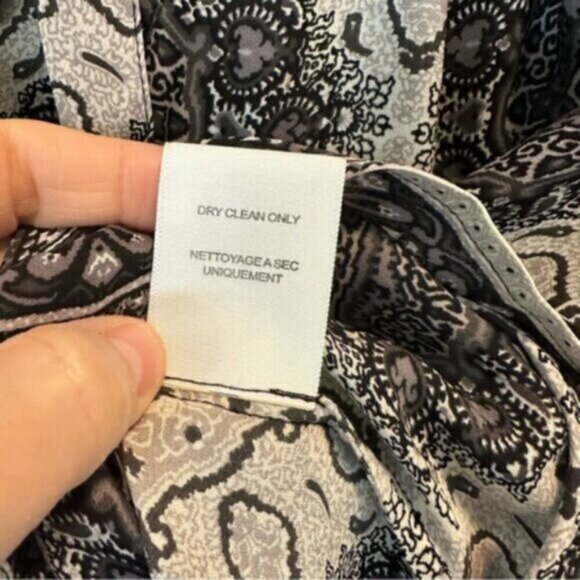 DRY CLEAN ONLY
NETTOYAGE A SEC
UNIQUEMENT